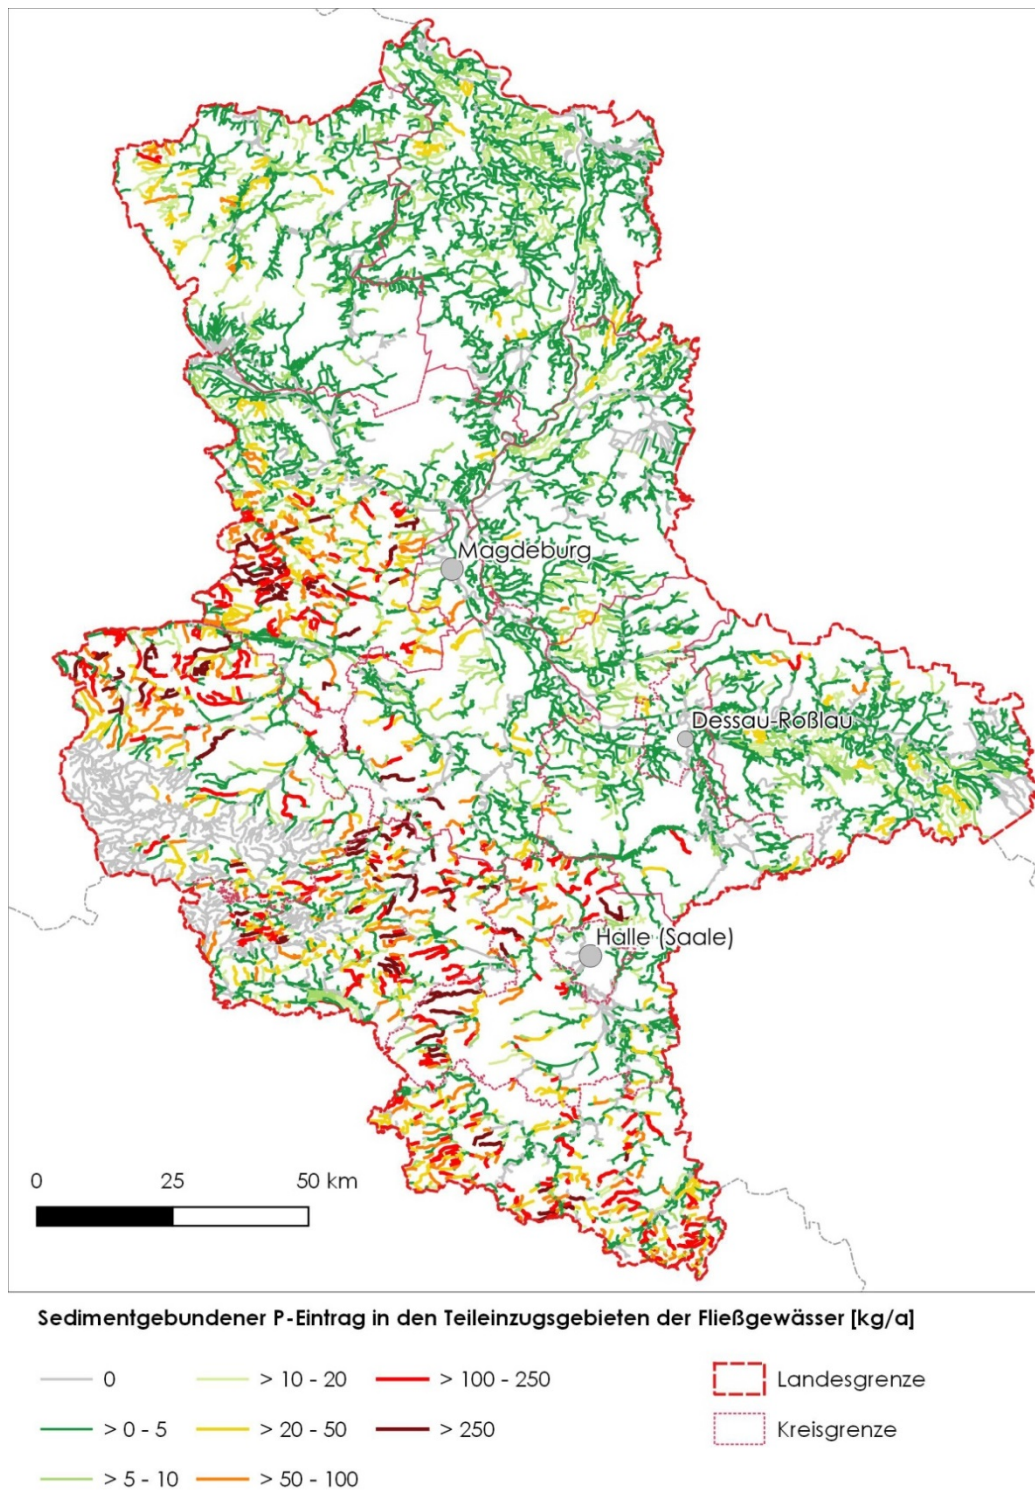 Magdeburg
Dessau-Roßlau
Halle (Saale)
0 25 50 km
Sedimentgebundener P-Eintrag in den Teileinzugsgebieten der Fließgewässer [kg/a]
0 > 10 - 20 > 100 - 250 Landesgrenze
> 0 - 5 > 20 - 50 > 250 Kreisgrenze
> 5 - 10 > 50 - 100